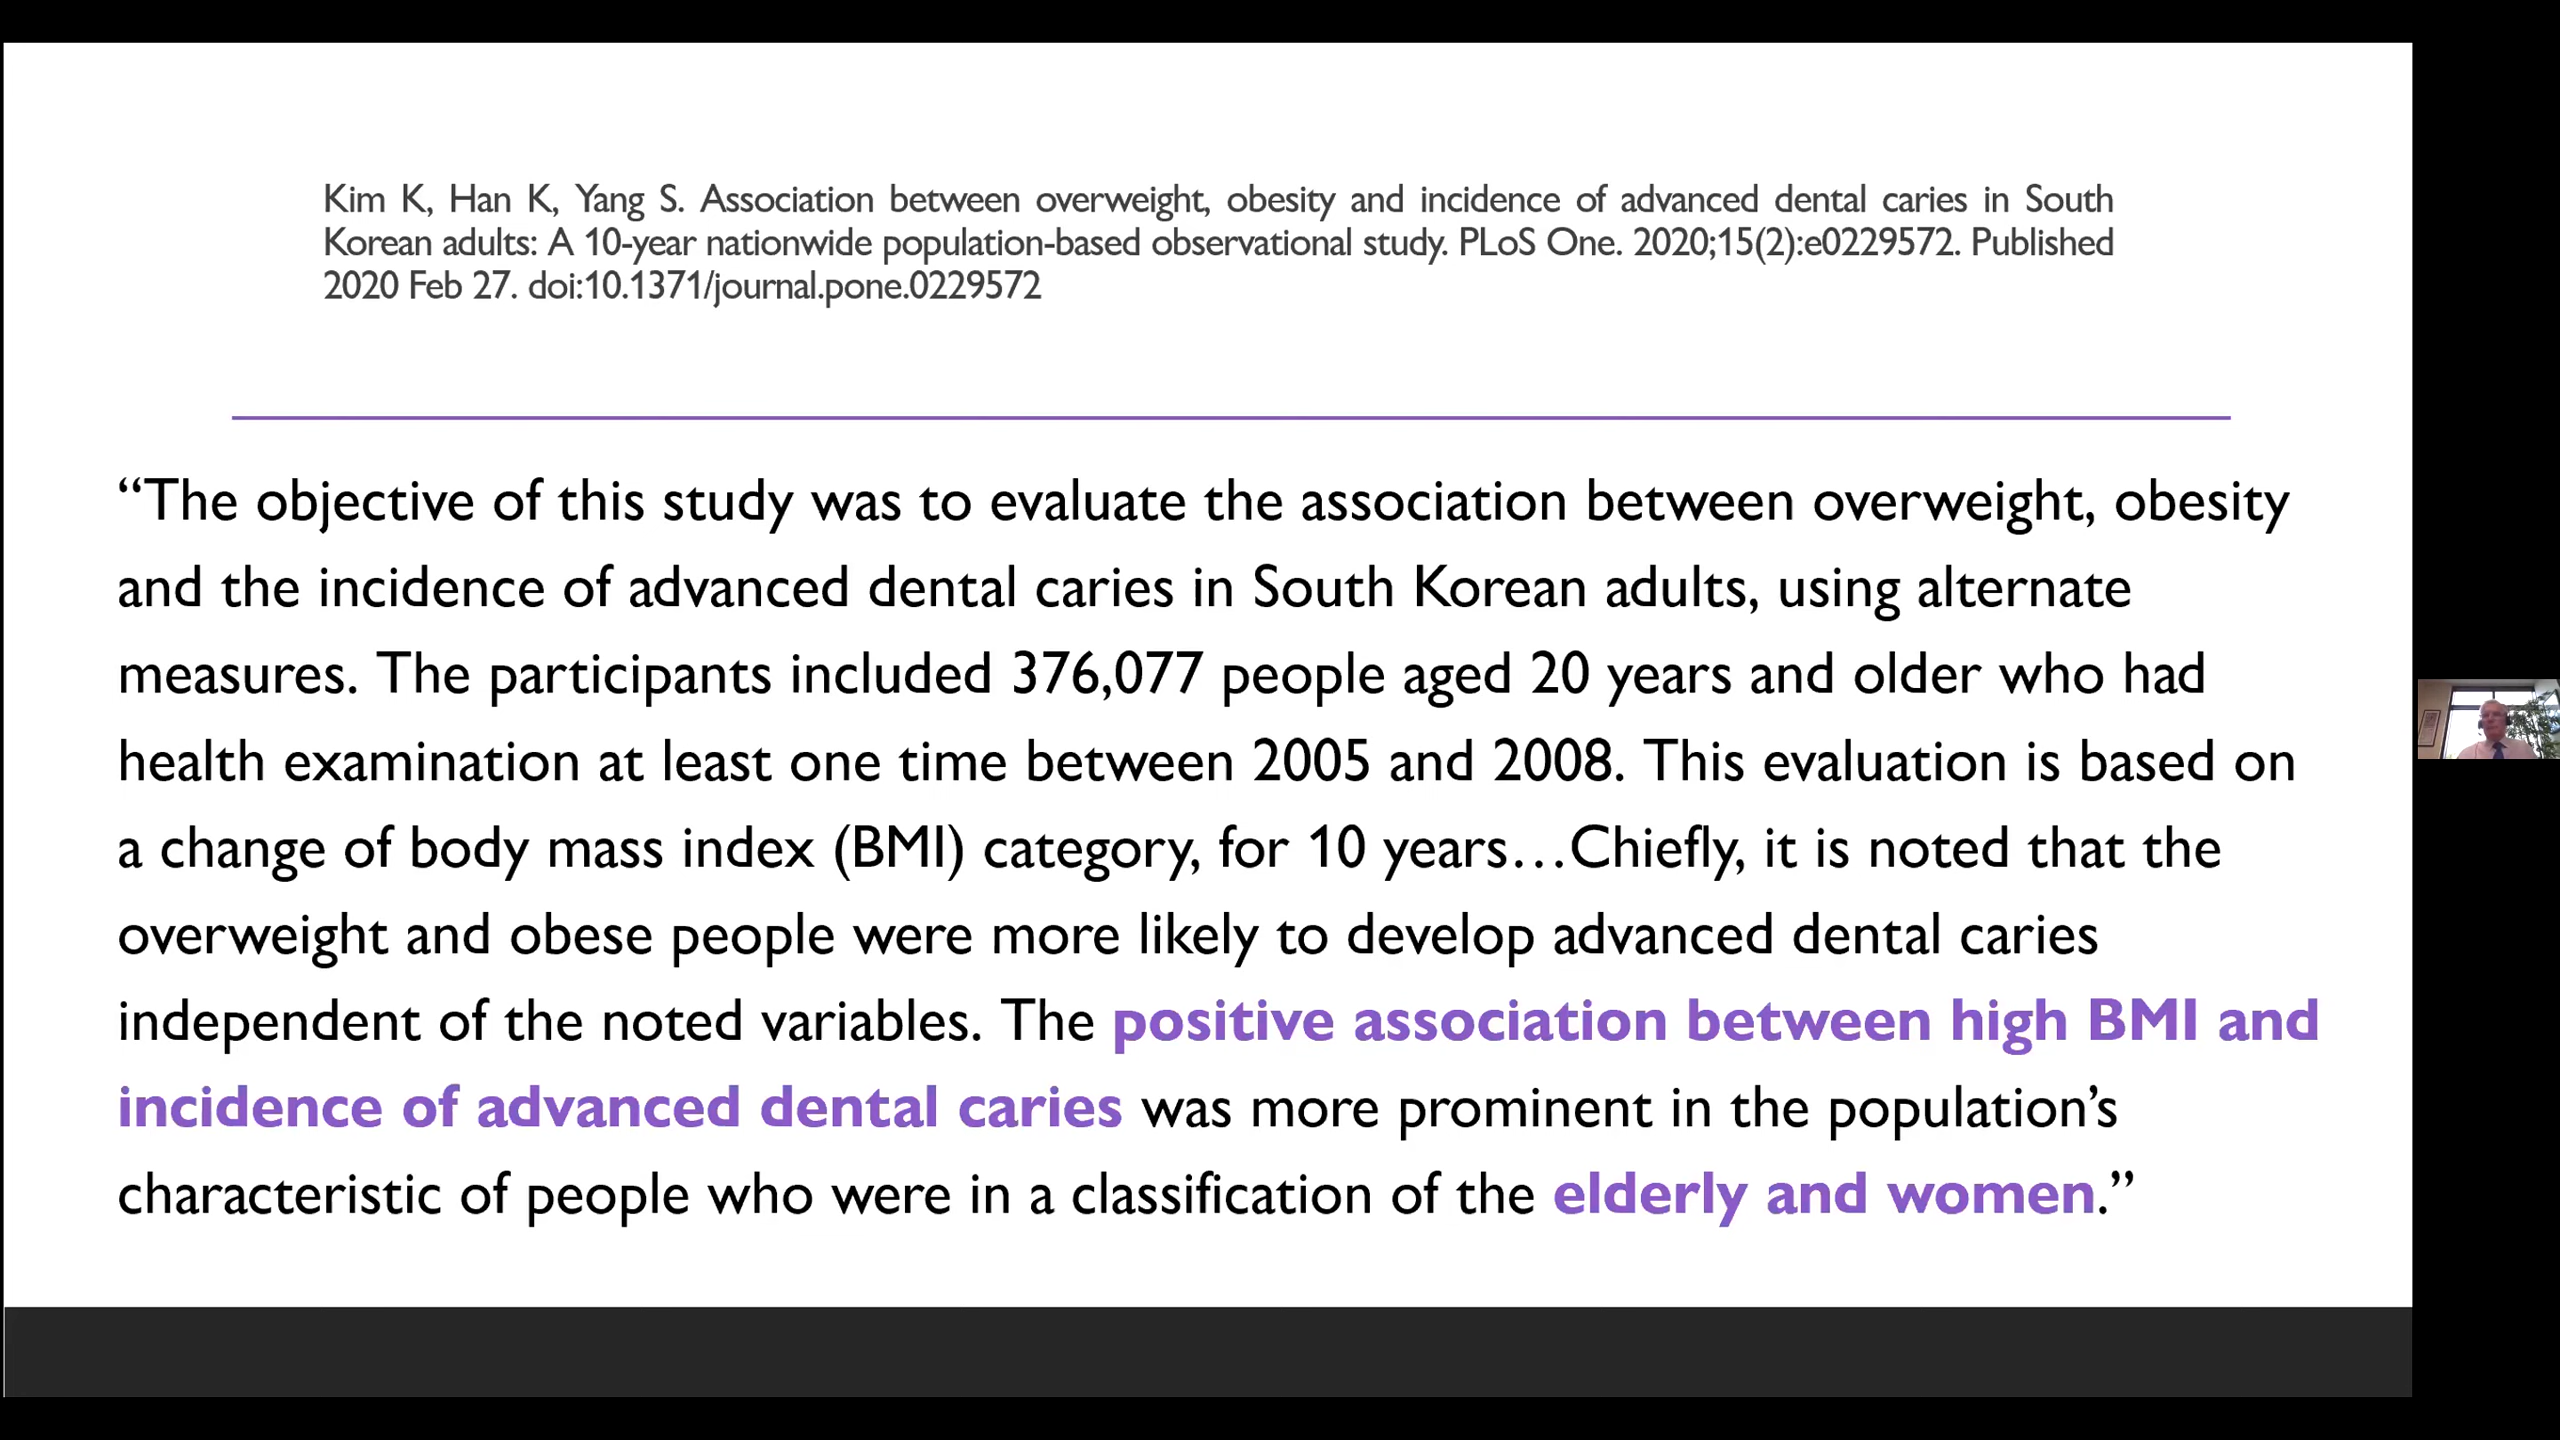 Kim K, Han K, Yang S. Association between overweight, obesity and incidence of advanced dental caries in South
Korean adults: A 10-year nationwide population-based observational study. PLoS One. 2020;15(2):e0229572. Published
2020 Feb 27. doi:10.1371/journal.pone.0229572
“The objective of this study was to evaluate the association between overweight, obesity
and the incidence of advanced dental caries in South Korean adults, using alternate
measures. The participants included 376,077 people aged 20 years and older who had
health examination at least one time between 2005 and 2008. This evaluation is based on
a change of body mass index (BMI) category, for 10 years…Chiefly, it is noted that the
overweight and obese people were more likely to develop advanced dental caries
independent of the noted variables. The positive association between high BMI and
incidence of advanced dental caries was more prominent in the population’s
characteristic of people who were in a classification of the elderly and women.”